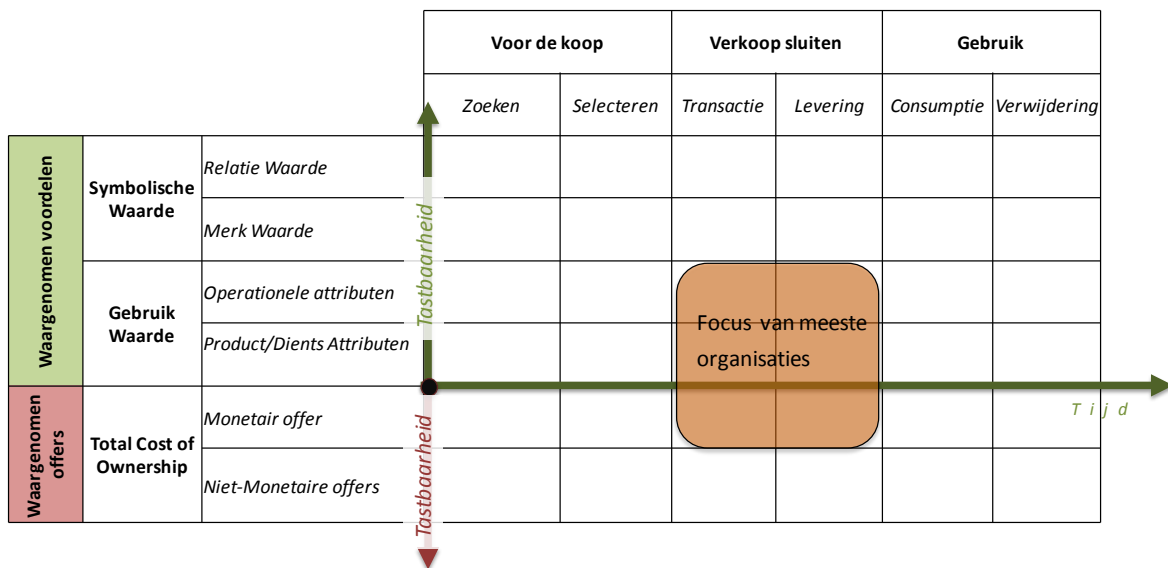 Voor de koop
Verkoop sluiten
Gebruik
Zoeken
Selecteren
Transactie
Levering
Consumptie
Verwijdering
Waargenomen voordelen
Symbolische
Waarde
Relatie Waarde
Merk Waarde
Tastbaarheid
Gebruik
Waarde
Operationele attributen
Product/Dients Attributen
Focus van meeste
organisaties
Tijd
Waargenomen
offers
Total Cost of
Ownership
Monetair offer
Niet-Monetaire offers
Tastbaarheid